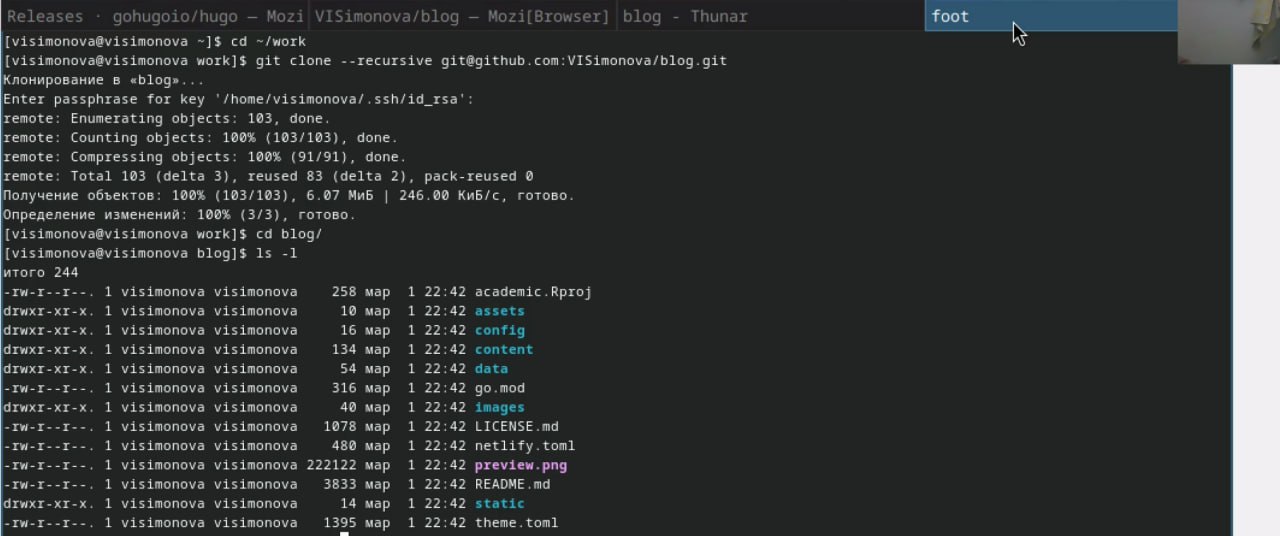 Releases · gohugoio/hugo — Mozi
VISimonova/blog — Mozi[Browser]
blog - Thunar
foot
[visimonova@visimonova ~]$ cd ~/work
[visimonova@visimonova work]$ git clone --recursive git@github.com:VISimonova/blog.git
Клонирование в «blog»...
Enter passphrase for key '/home/visimonova/.ssh/id_rsa':
remote: Enumerating objects: 103, done.
remote: Counting objects: 100% (103/103), done.
remote: Compressing objects: 100% (91/91), done.
remote: Total 103 (delta 3), reused 83 (delta 2), pack-reused 0
Получение объектов: 100% (103/103), 6.07 МиБ | 246.00 КиБ/с, готово.
Определение изменений: 100% (3/3), готово.
[visimonova@visimonova work]$ cd blog/
[visimonova@visimonova blog]$ ls -l
итого 244
-rw-r--r--. 1 visimonova visimonova    258 мар  1 22:42 academic.Rproj
drwxr-xr-x. 1 visimonova visimonova     10 мар  1 22:42 assets
drwxr-xr-x. 1 visimonova visimonova     16 мар  1 22:42 config
drwxr-xr-x. 1 visimonova visimonova    134 мар  1 22:42 content
drwxr-xr-x. 1 visimonova visimonova     54 мар  1 22:42 data
-rw-r--r--. 1 visimonova visimonova    316 мар  1 22:42 go.mod
drwxr-xr-x. 1 visimonova visimonova     40 мар  1 22:42 images
-rw-r--r--. 1 visimonova visimonova   1078 мар  1 22:42 LICENSE.md
-rw-r--r--. 1 visimonova visimonova    480 мар  1 22:42 netlify.toml
-rw-r--r--. 1 visimonova visimonova 222122 мар  1 22:42 preview.png
-rw-r--r--. 1 visimonova visimonova   3833 мар  1 22:42 README.md
drwxr-xr-x. 1 visimonova visimonova     14 мар  1 22:42 static
-rw-r--r--. 1 visimonova visimonova   1395 мар  1 22:42 theme.toml